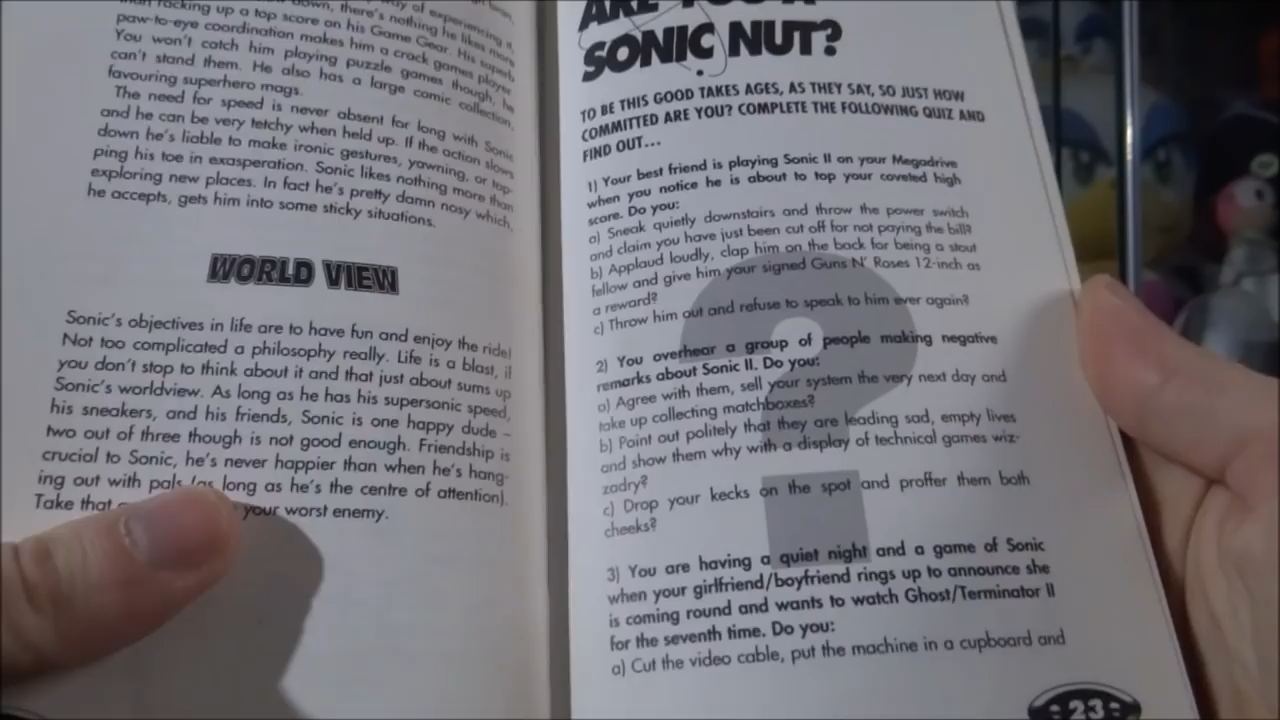 way of experiencing it,
down, there's nothing he likes more
than racking up a top score on his Game Gear. His superb
paw-to-eye coordination makes him a crack games player.
You won't catch him playing puzzle games though, he
can't stand them. He also has a large comic collection,
favouring superhero mags.
The need for speed is never absent for long with Sonic
and he can be very tetchy when held up. If the action slows
down he's liable to make ironic gestures, yawning, or tap-
ping his toe in exasperation. Sonic likes nothing more than
exploring new places. In fact he's pretty damn nosy which,
he accepts, gets him into some sticky situations.
WORLD VIEW
Sonic's objectives in life are to have fun and enjoy the ride!
Not too complicated a philosophy really. Life is a blast, if
you don't stop to think about it and that just about sums up
Sonic's worldview. As long as he has his supersonic speed,
his sneakers, and his friends, Sonic is one happy dude –
two out of three though is not good enough. Friendship is
crucial to Sonic, he's never happier than when he's hang-
ing out with pals (as long as he's the centre of attention).
Take that your worst enemy.
ARE YOU A
SONIC NUT?
TO BE THIS GOOD TAKES AGES, AS THEY SAY, SO JUST HOW
COMMITTED ARE YOU? COMPLETE THE FOLLOWING QUIZ AND
FIND OUT...
1) Your best friend is playing Sonic II on your Megadrive
when you notice he is about to top your coveted high
score. Do you:
a) Sneak quietly downstairs and throw the power switch
and claim you have just been cut off for not paying the bill?
b) Applaud loudly, clap him on the back for being a stout
fellow and give him your signed Guns N' Roses 12-inch as
a reward?
c) Throw him out and refuse to speak to him ever again?
2) You overhear a group of people making negative
remarks about Sonic II. Do you:
a) Agree with them, sell your system the very next day and
take up collecting matchboxes?
b) Point out politely that they are leading sad, empty lives
and show them why with a display of technical games wiz-
zadry?
c) Drop your kecks on the spot and proffer them both
cheeks?
3) You are having a quiet night and a game of Sonic
when your girlfriend/boyfriend rings up to announce she
is coming round and wants to watch Ghost/Terminator II
for the seventh time. Do you:
a) Cut the video cable, put the machine in a cupboard and
23